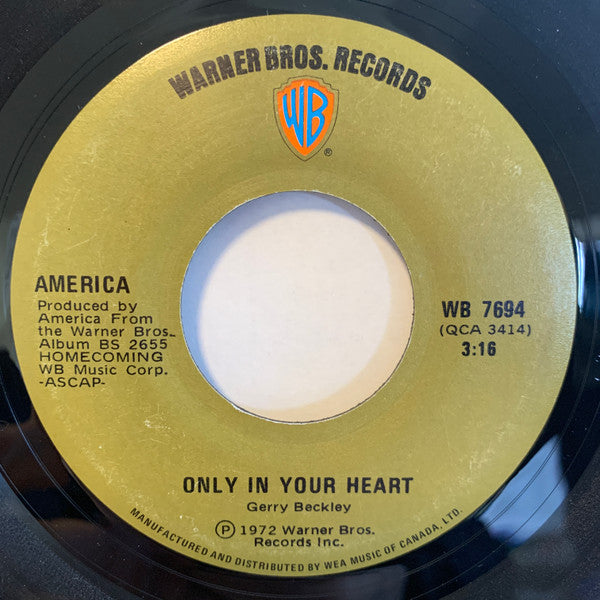 WARNER BROS. RECORDS
WB
®
AMERICA
Produced by
America From
the Warner Bros.
Album BS 2655
HOMECOMING
WB Music Corp.
-ASCAP-
WB 7694
(QCA 3414)
3:16
ONLY IN YOUR HEART
Gerry Beckley
Ⓟ 1972 Warner Bros.
Records Inc.
MANUFACTURED AND DISTRIBUTED BY WEA MUSIC OF CANADA, LTD.